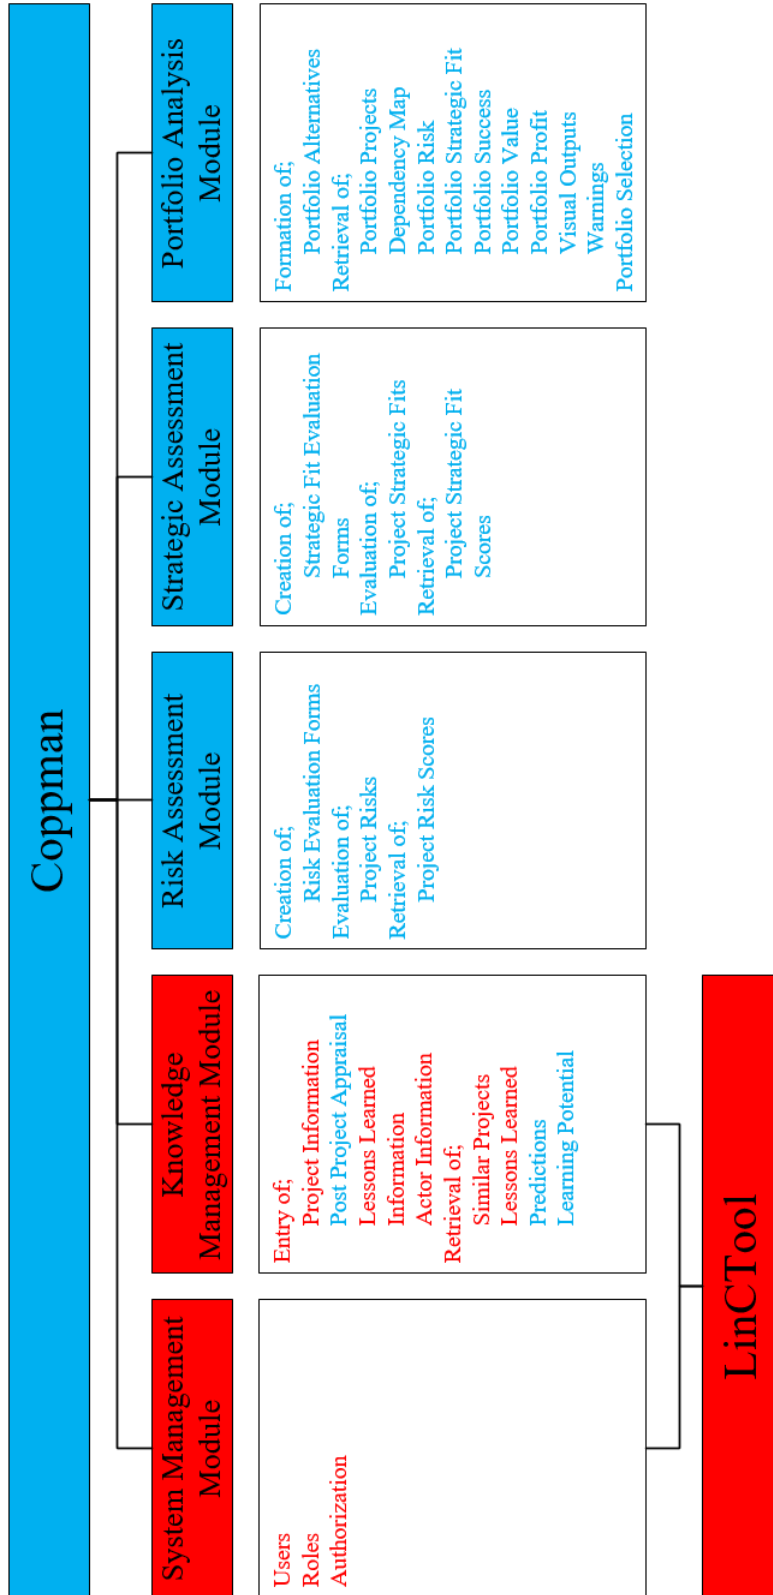 Coppman
System Management
Module
Users
Roles
Authorization
Knowledge
Management Module
Entry of;
Project Information
Post Project Appraisal
Lessons Learned
Information
Actor Information
Retrieval of;
Similar Projects
Lessons Learned
Predictions
Learning Potential
Risk Assessment
Module
Creation of;
Risk Evaluation Forms
Evaluation of;
Project Risks
Retrieval of;
Project Risk Scores
Strategic Assessment
Module
Creation of;
Strategic Fit Evaluation
Forms
Evaluation of;
Project Strategic Fits
Retrieval of;
Project Strategic Fit
Scores
Portfolio Analysis
Module
Formation of;
Portfolio Alternatives
Retrieval of;
Portfolio Projects
Dependency Map
Portfolio Risk
Portfolio Strategic Fit
Portfolio Success
Portfolio Value
Portfolio Profit
Visual Outputs
Warnings
Portfolio Selection
LinCTool